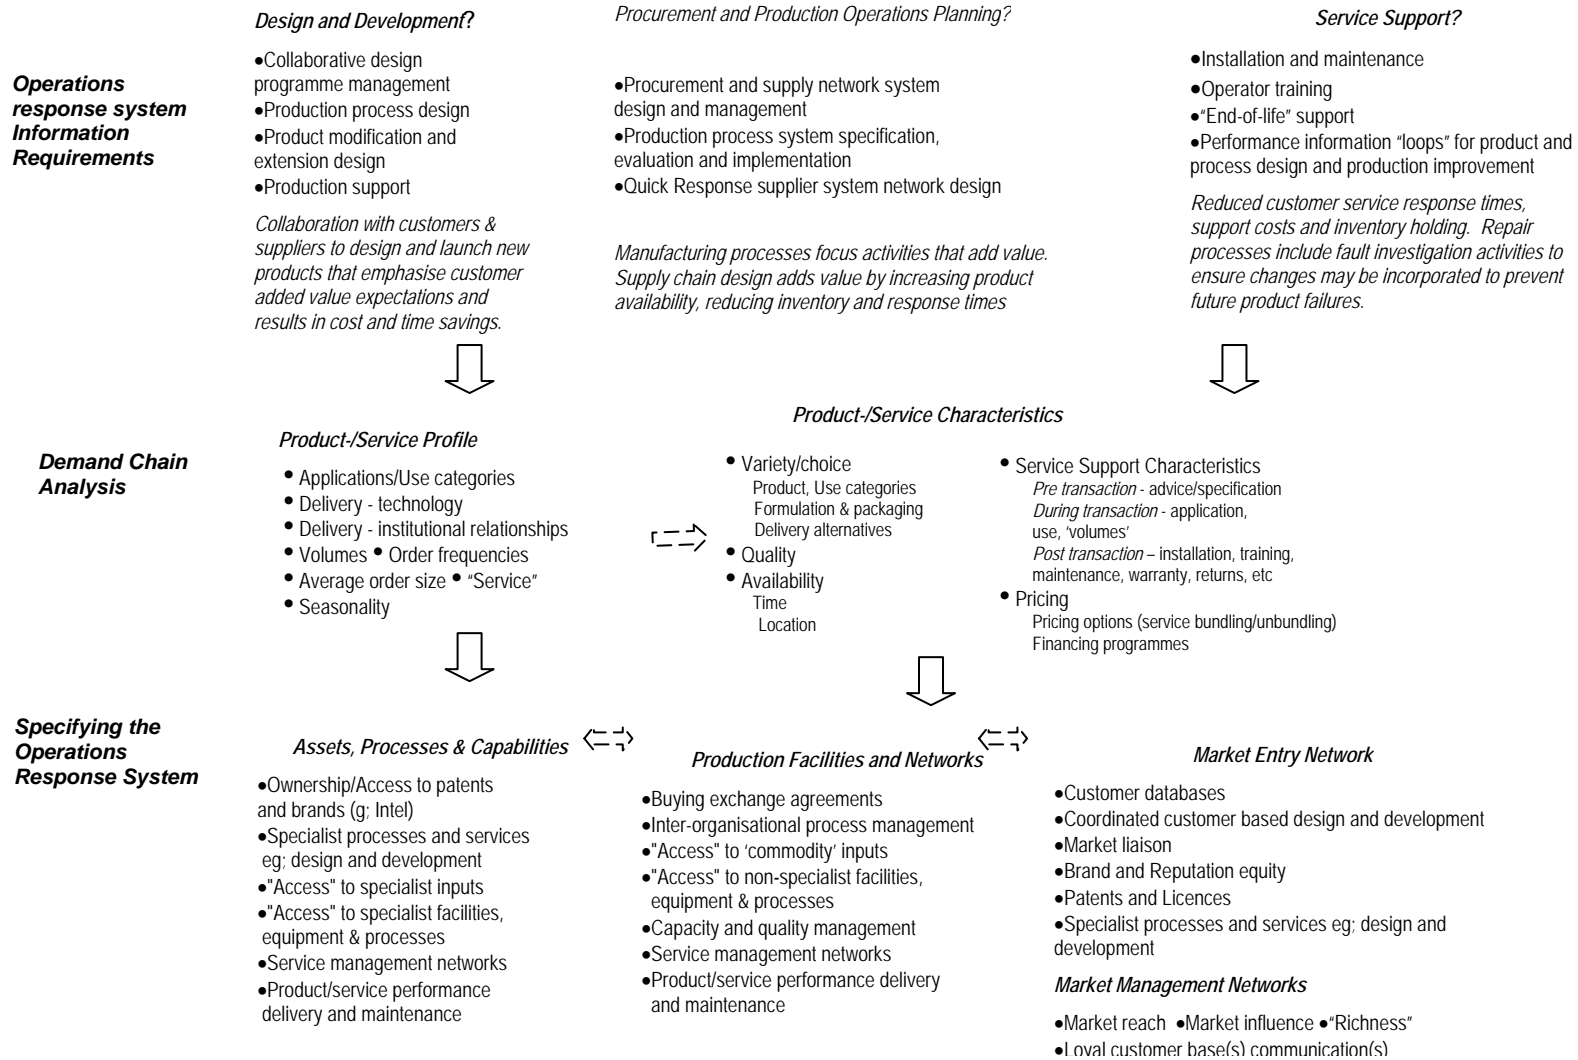 Operations
response system
Information
Requirements
Design and Development?
•Collaborative design
programme management
•Production process design
•Product modification and
extension design
•Production support
Collaboration with customers &
suppliers to design and launch new
products that emphasise customer
added value expectations and
results in cost and time savings.
Procurement and Production Operations Planning?
•Procurement and supply network system
design and management
•Production process system specification,
evaluation and implementation
•Quick Response supplier system network design
Manufacturing processes focus activities that add value.
Supply chain design adds value by increasing product
availability, reducing inventory and response times
Service Support?
•Installation and maintenance
•Operator training
•“End-of-life” support
•Performance information “loops” for product and
process design and production improvement
Reduced customer service response times,
support costs and inventory holding. Repair
processes include fault investigation activities to
ensure changes may be incorporated to prevent
future product failures.
Demand Chain
Analysis
Product-/Service Profile
• Applications/Use categories
• Delivery - technology
• Delivery - institutional relationships
• Volumes • Order frequencies
• Average order size • “Service”
• Seasonality
Product-/Service Characteristics
• Variety/choice
Product, Use categories
Formulation & packaging
Delivery alternatives
• Quality
• Availability
Time
Location
• Service Support Characteristics
Pre transaction - advice/specification
During transaction - application,
use, ‘volumes’
Post transaction – installation, training,
maintenance, warranty, returns, etc
• Pricing
Pricing options (service bundling/unbundling)
Financing programmes
Specifying the
Operations
Response System
Assets, Processes & Capabilities
•Ownership/Access to patents
and brands (g; Intel)
•Specialist processes and services
eg; design and development
•"Access" to specialist inputs
•"Access" to specialist facilities,
equipment & processes
•Service management networks
•Product/service performance
delivery and maintenance
Production Facilities and Networks
•Buying exchange agreements
•Inter-organisational process management
•"Access" to ‘commodity’ inputs
•"Access" to non-specialist facilities,
equipment & processes
•Capacity and quality management
•Service management networks
•Product/service performance delivery
and maintenance
Market Entry Network
•Customer databases
•Coordinated customer based design and development
•Market liaison
•Brand and Reputation equity
•Patents and Licences
•Specialist processes and services eg; design and
development
Market Management Networks
•Market reach •Market influence •“Richness”
•Loyal customer base(s) communication(s)